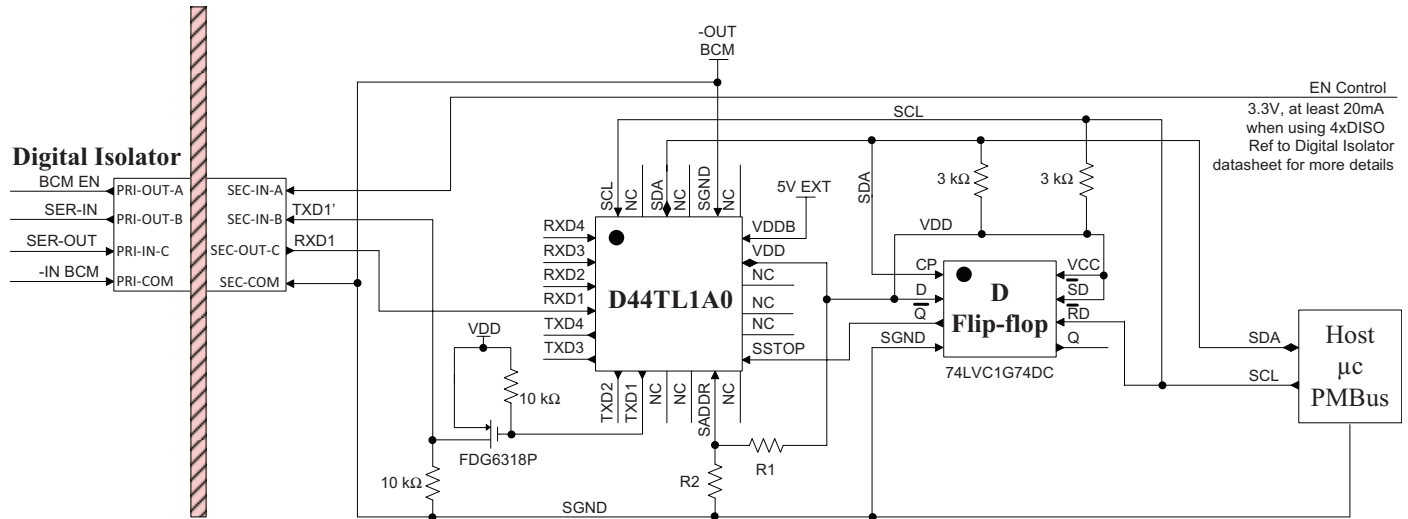 -OUT
BCM
EN Control
3.3V, at least 20mA
when using 4xDISO
Ref to Digital Isolator
datasheet for more details
SCL
Digital Isolator
BCM EN
SER-IN
SER-OUT
-IN BCM
PRI-OUT-A
PRI-OUT-B
PRI-IN-C
PRI-COM
SEC-IN-A
SEC-IN-B
SEC-OUT-C
SEC-COM
TXD1’
RXD1
SCL
NC
SDA
NC
SGND
NC
5V EXT
SDA
3 kΩ
3 kΩ
VDD
RXD4
RXD3
RXD2
RXD1
TXD4
TXD3
D44TL1A0
VDDB
VDD
NC
NC
NC
SSTOP
TXD2
TXD1
NC
NC
SADDR
NC
CP
D
Q̅
SGND
D
Flip-flop
VCC
S̅D̅
R̅D̅
Q
74LVC1G74DC
SDA
SCL
Host
µc
PMBus
VDD
10 kΩ
FDG6318P
10 kΩ
R1
R2
SGND